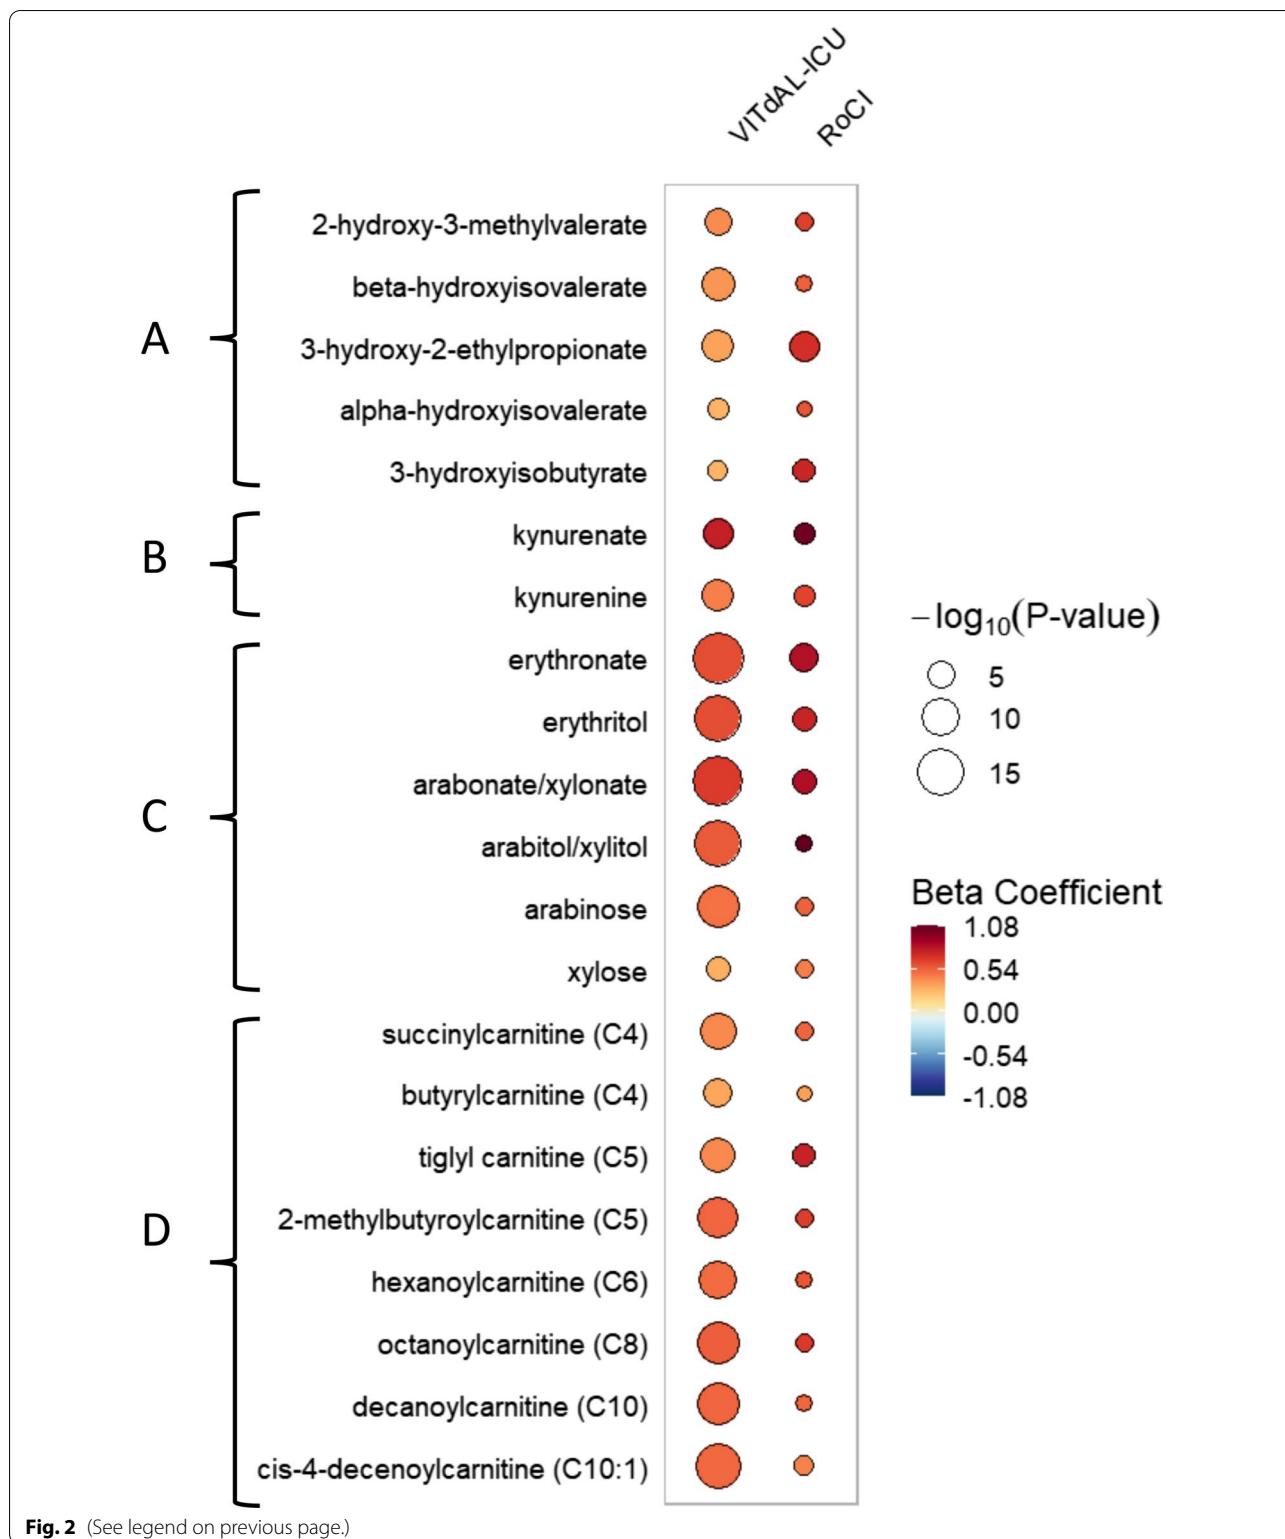 VITdAL-ICU
RoCI
A
2-hydroxy-3-methylvalerate
beta-hydroxyisovalerate
3-hydroxy-2-ethylpropionate
alpha-hydroxyisovalerate
3-hydroxyisobutyrate
B
kynurenate
kynurenine
C
erythronate
erythritol
arabonate/xylonate
arabitol/xylitol
arabinose
xylose
D
succinylcarnitine (C4)
butyrylcarnitine (C4)
tiglyl carnitine (C5)
2-methylbutyroylcarnitine (C5)
hexanoylcarnitine (C6)
octanoylcarnitine (C8)
decanoylcarnitine (C10)
cis-4-decenoylcarnitine (C10:1)
−log₁₀(P-value)
5
10
15
Beta Coefficient
1.08
0.54
0.00
-0.54
-1.08
Fig. 2 (See legend on previous page.)